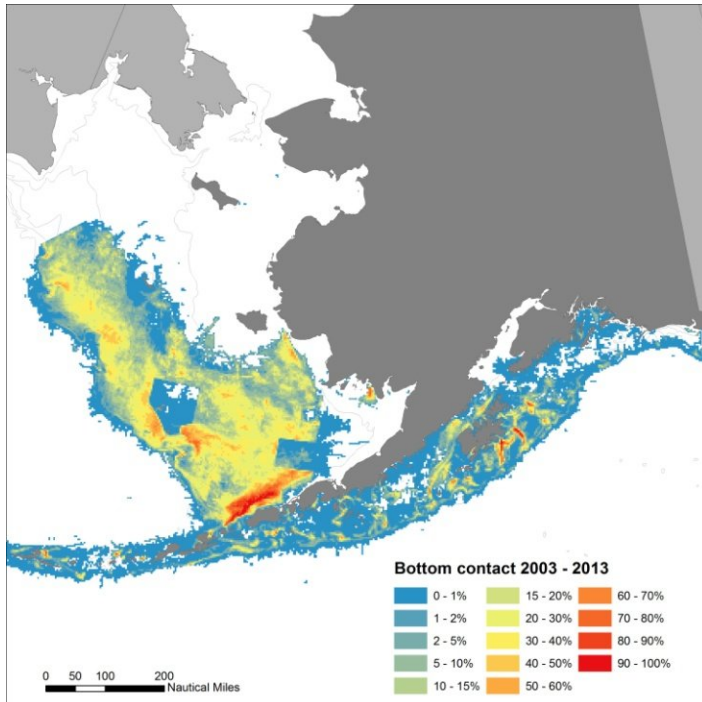 Bottom contact 2003 - 2013
0 - 1% 15 - 20% 60 - 70%
1 - 2% 20 - 30% 70 - 80%
2 - 5% 30 - 40% 80 - 90%
5 - 10% 40 - 50% 90 - 100%
10 - 15% 50 - 60%
0 50 100 200
Nautical Miles